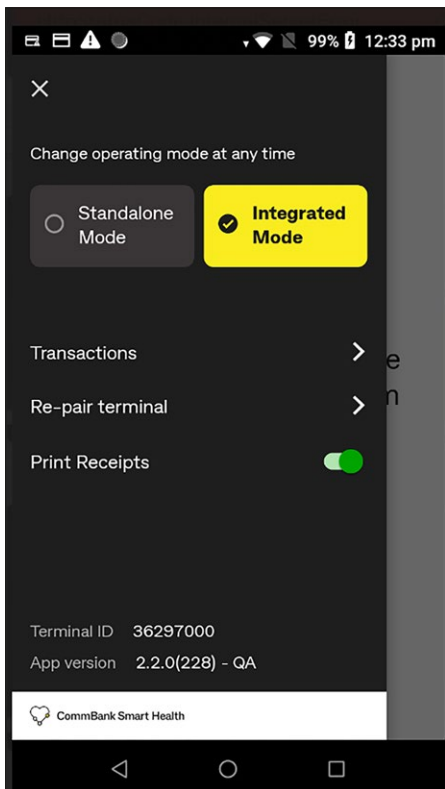 99% 12:33 pm
Change operating mode at any time
Standalone
Mode
Integrated
Mode
Transactions
e
Re-pair terminal
n
Print Receipts
Terminal ID 36297000
App version 2.2.0(228) - QA
CommBank Smart Health